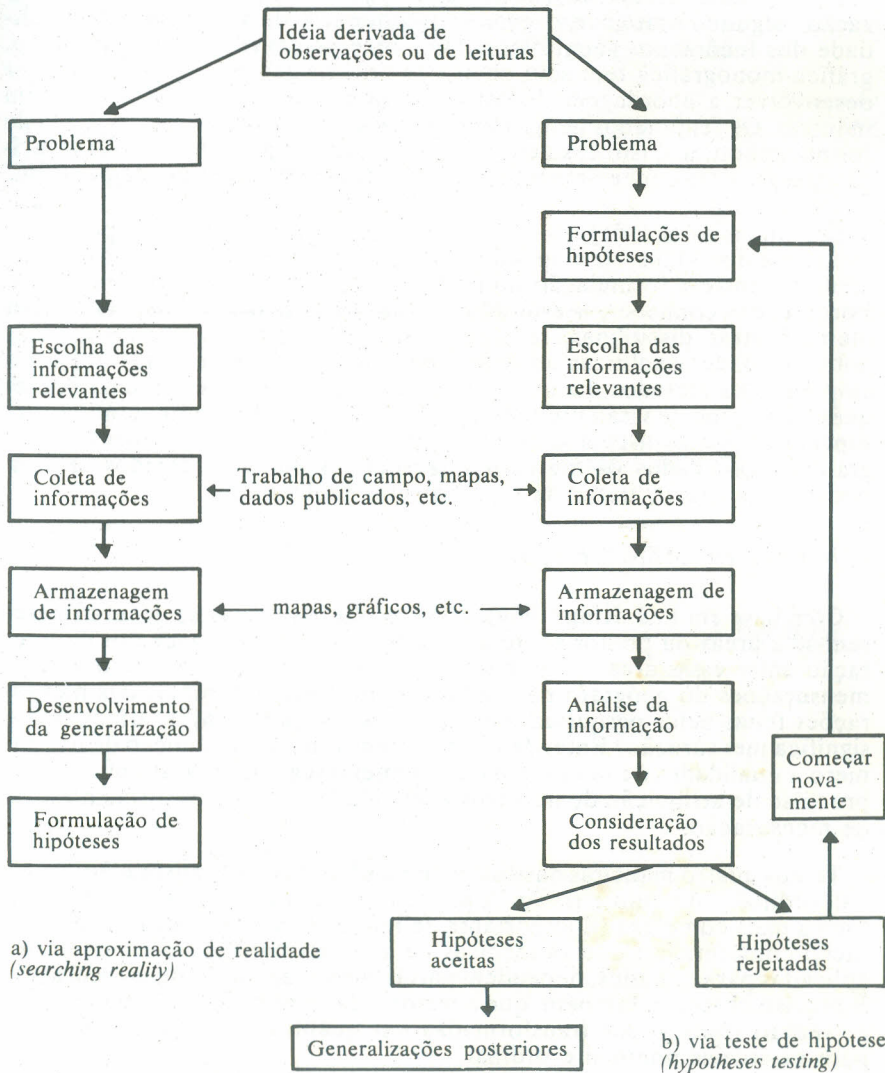 Idéia derivada de
observações ou de leituras
Problema
Problema
Formulações de
hipóteses
Escolha das
informações
relevantes
Escolha das
informações
relevantes
Coleta de
informações
Trabalho de campo, mapas,
dados publicados, etc.
Coleta de
informações
Armazenagem
de informações
mapas, gráficos, etc.
Armazenagem de
informações
Desenvolvimento
da generalização
Análise da
informação
Começar
nova-
mente
Formulação de
hipóteses
Consideração
dos resultados
a) via aproximação de realidade
(searching reality)
Hipóteses
aceitas
Hipóteses
rejeitadas
Generalizações posteriores
b) via teste de hipótese
(hypotheses testing)